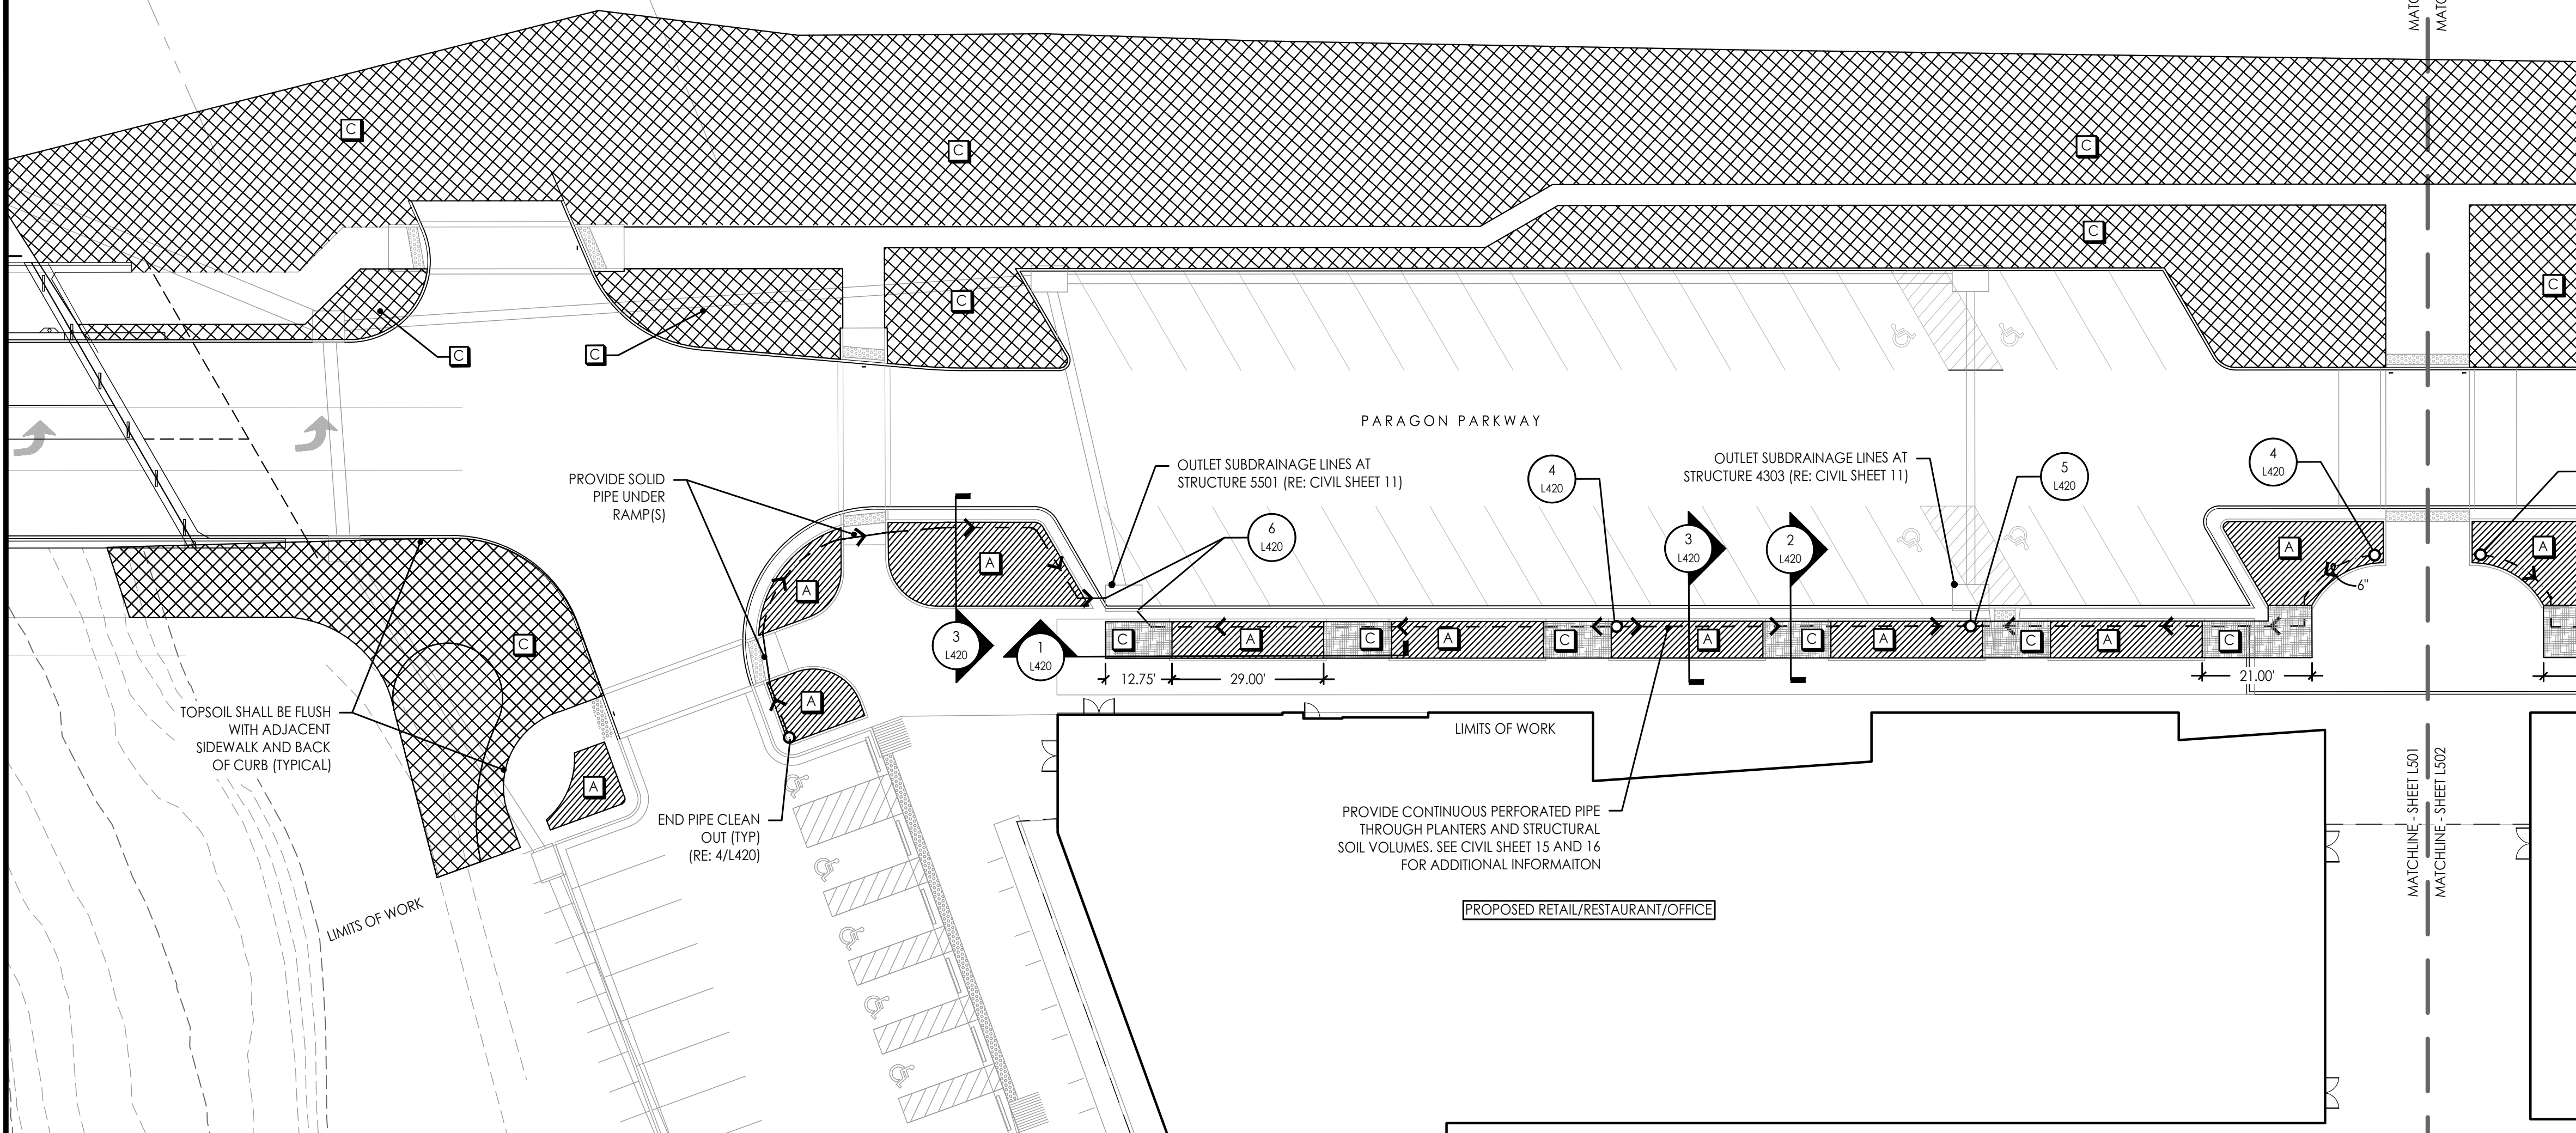 MATC
MATC
C
C
C
C
C
C
C
C
PARAGON PARKWAY
PROVIDE SOLID
PIPE UNDER
RAMP(S)
OUTLET SUBDRAINAGE LINES AT
STRUCTURE 5501 (RE: CIVIL SHEET 11)
6
L420
4
L420
OUTLET SUBDRAINAGE LINES AT
STRUCTURE 4303 (RE: CIVIL SHEET 11)
5
L420
4
L420
3
L420
2
L420
A
A
A
A
6"
3
L420
1
L420
C
A
C
A
C
A
C
A
C
A
C
12.75'
29.00'
21.00'
C
A
A
TOPSOIL SHALL BE FLUSH
WITH ADJACENT
SIDEWALK AND BACK
OF CURB (TYPICAL)
END PIPE CLEAN
OUT (TYP)
(RE: 4/L420)
LIMITS OF WORK
LIMITS OF WORK
PROVIDE CONTINUOUS PERFORATED PIPE
THROUGH PLANTERS AND STRUCTURAL
SOIL VOLUMES. SEE CIVIL SHEET 15 AND 16
FOR ADDITIONAL INFORMAITON
PROPOSED RETAIL/RESTAURANT/OFFICE
MATCHLINE - SHEET L501
MATCHLINE - SHEET L502